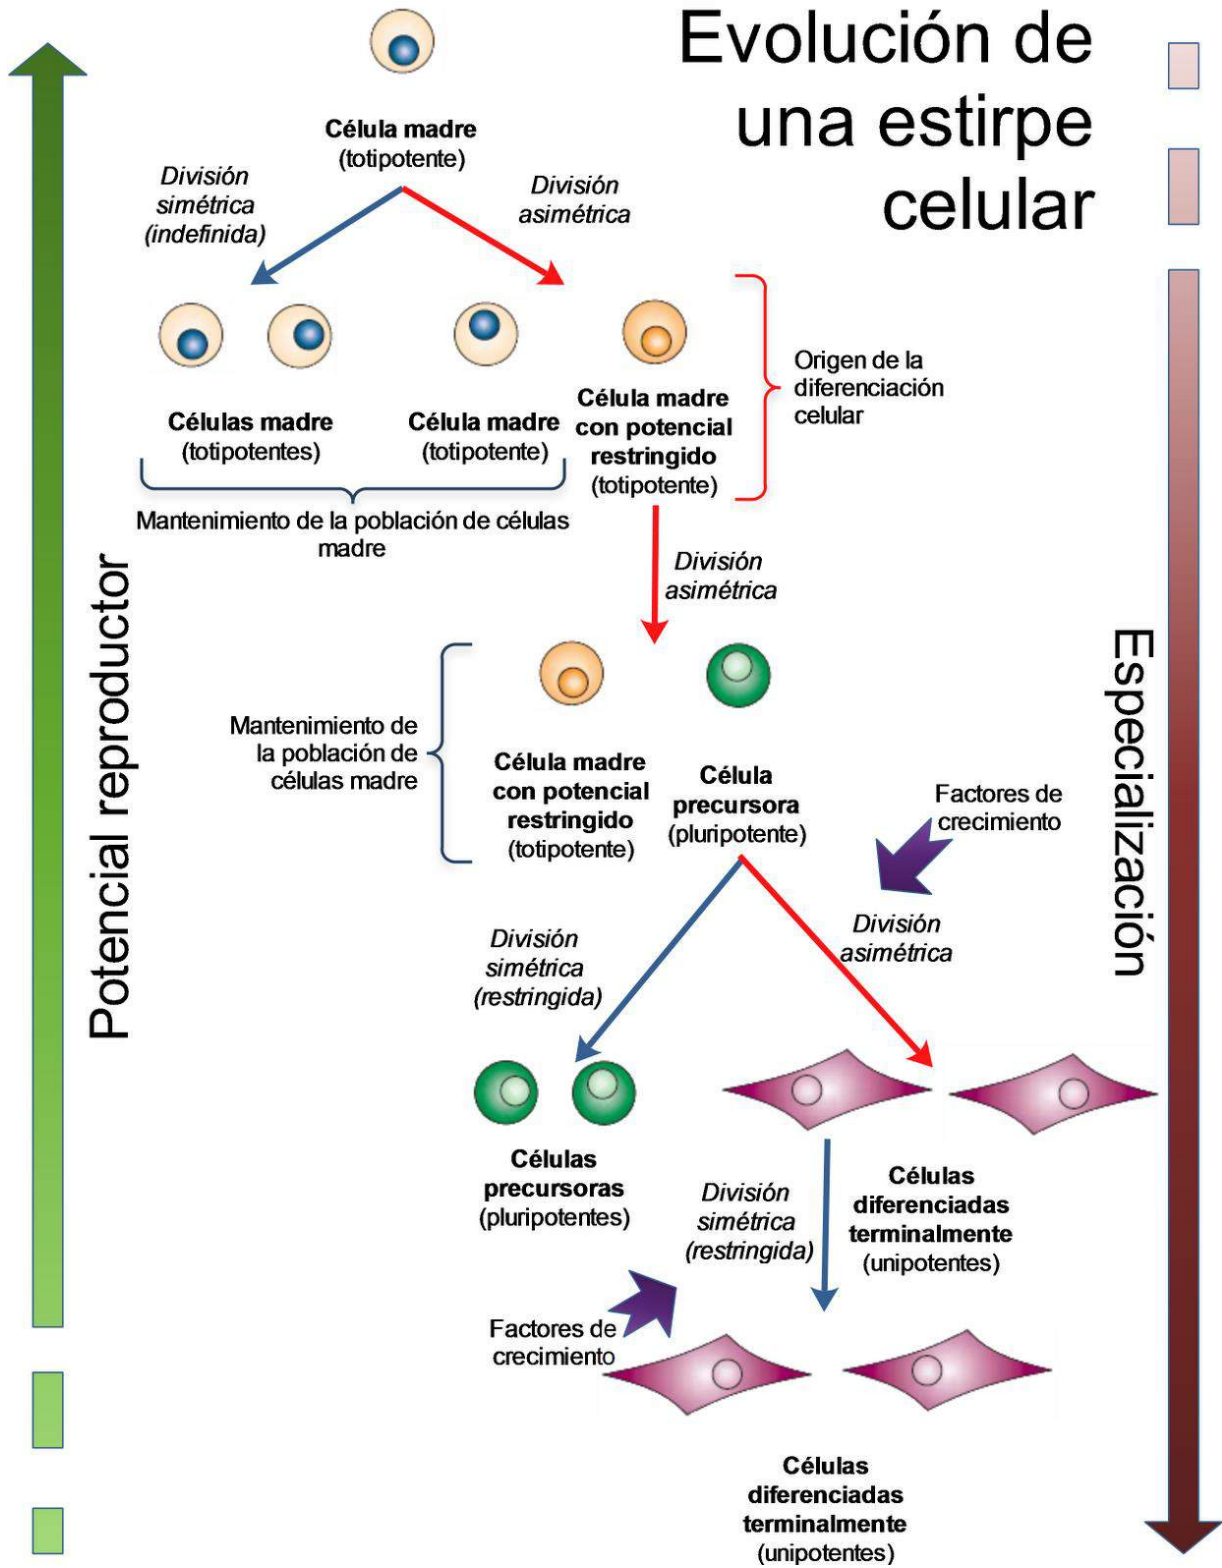 Evolución de
una estirpe
celular
Célula madre
(totipotente)
División
simétrica
(indefinida)
División
asimétrica
Células madre
(totipotentes)
Célula madre
(totipotente)
Célula madre
con potencial
restringido
(totipotente)
Origen de la
diferenciación
celular
Mantenimiento de la población de células
madre
División
asimétrica
Potencial reproductor
Especialización
Mantenimiento de
la población de
células madre
Célula madre
con potencial
restringido
(totipotente)
Célula
precursora
(pluripotente)
Factores de
crecimiento
División
simétrica
(restringida)
División
asimétrica
Células
precursoras
(pluripotentes)
División
simétrica
(restringida)
Células
diferenciadas
terminalmente
(unipotentes)
Factores de
crecimiento
Células
diferenciadas
terminalmente
(unipotentes)